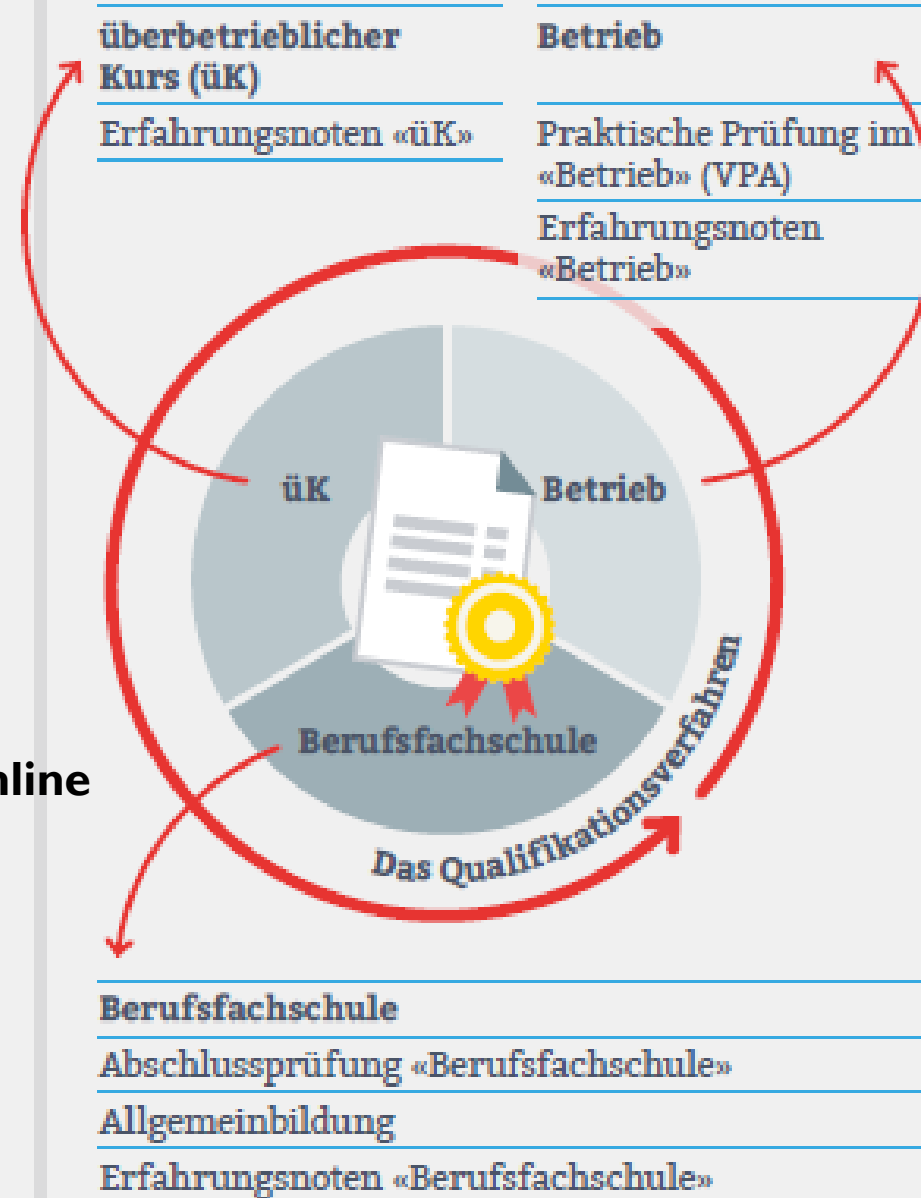 überbetrieblicher
Kurs (üK)
Erfahrungsnoten «üK»
Betrieb
Praktische Prüfung im
«Betrieb» (VPA)
Erfahrungsnoten
«Betrieb»
üK
Betrieb
Berufsfachschule
Das Qualifikationsverfahren
Berufsfachschule
Abschlussprüfung «Berufsfachschule»
Allgemeinbildung
Erfahrungsnoten «Berufsfachschule»